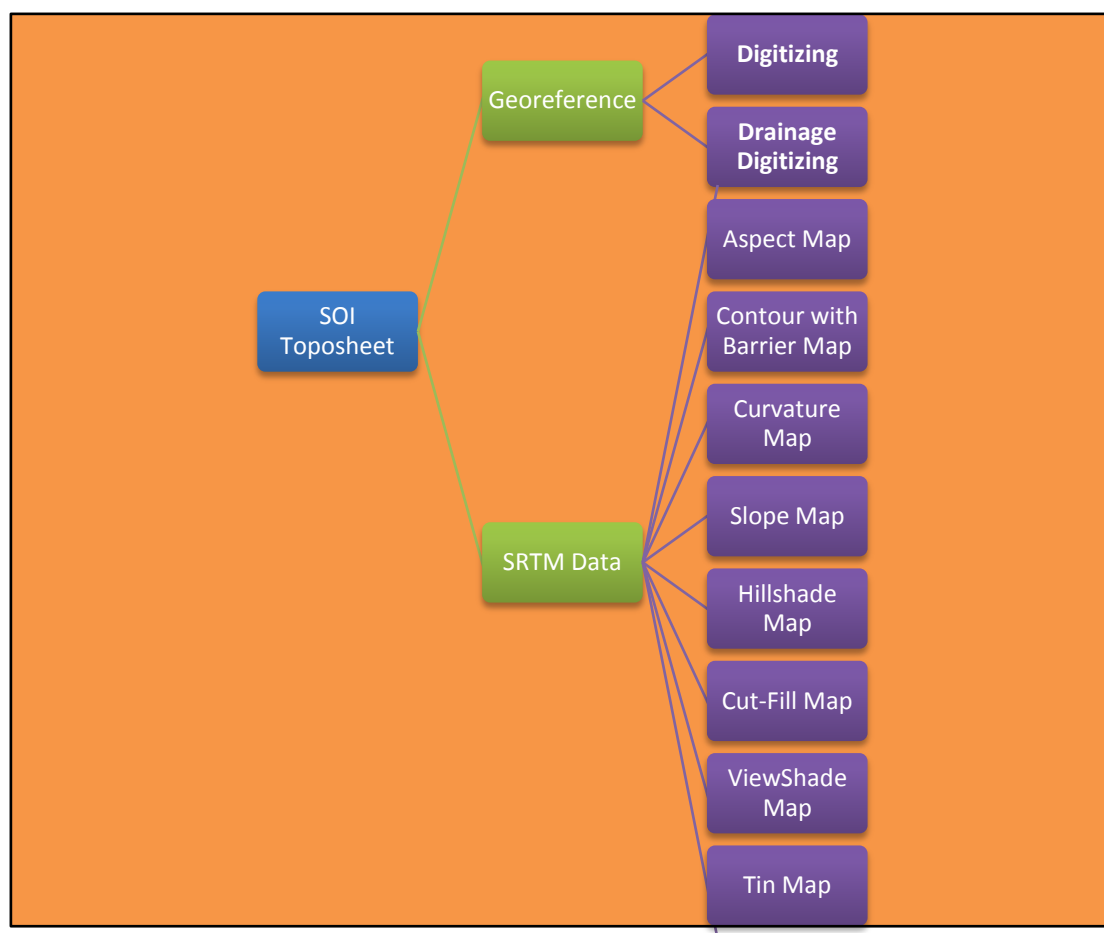 SOI
Toposheet
Georeference
SRTM Data
Digitizing
Drainage
Digitizing
Aspect Map
Contour with
Barrier Map
Curvature
Map
Slope Map
Hillshade
Map
Cut-Fill Map
ViewShade
Map
Tin Map